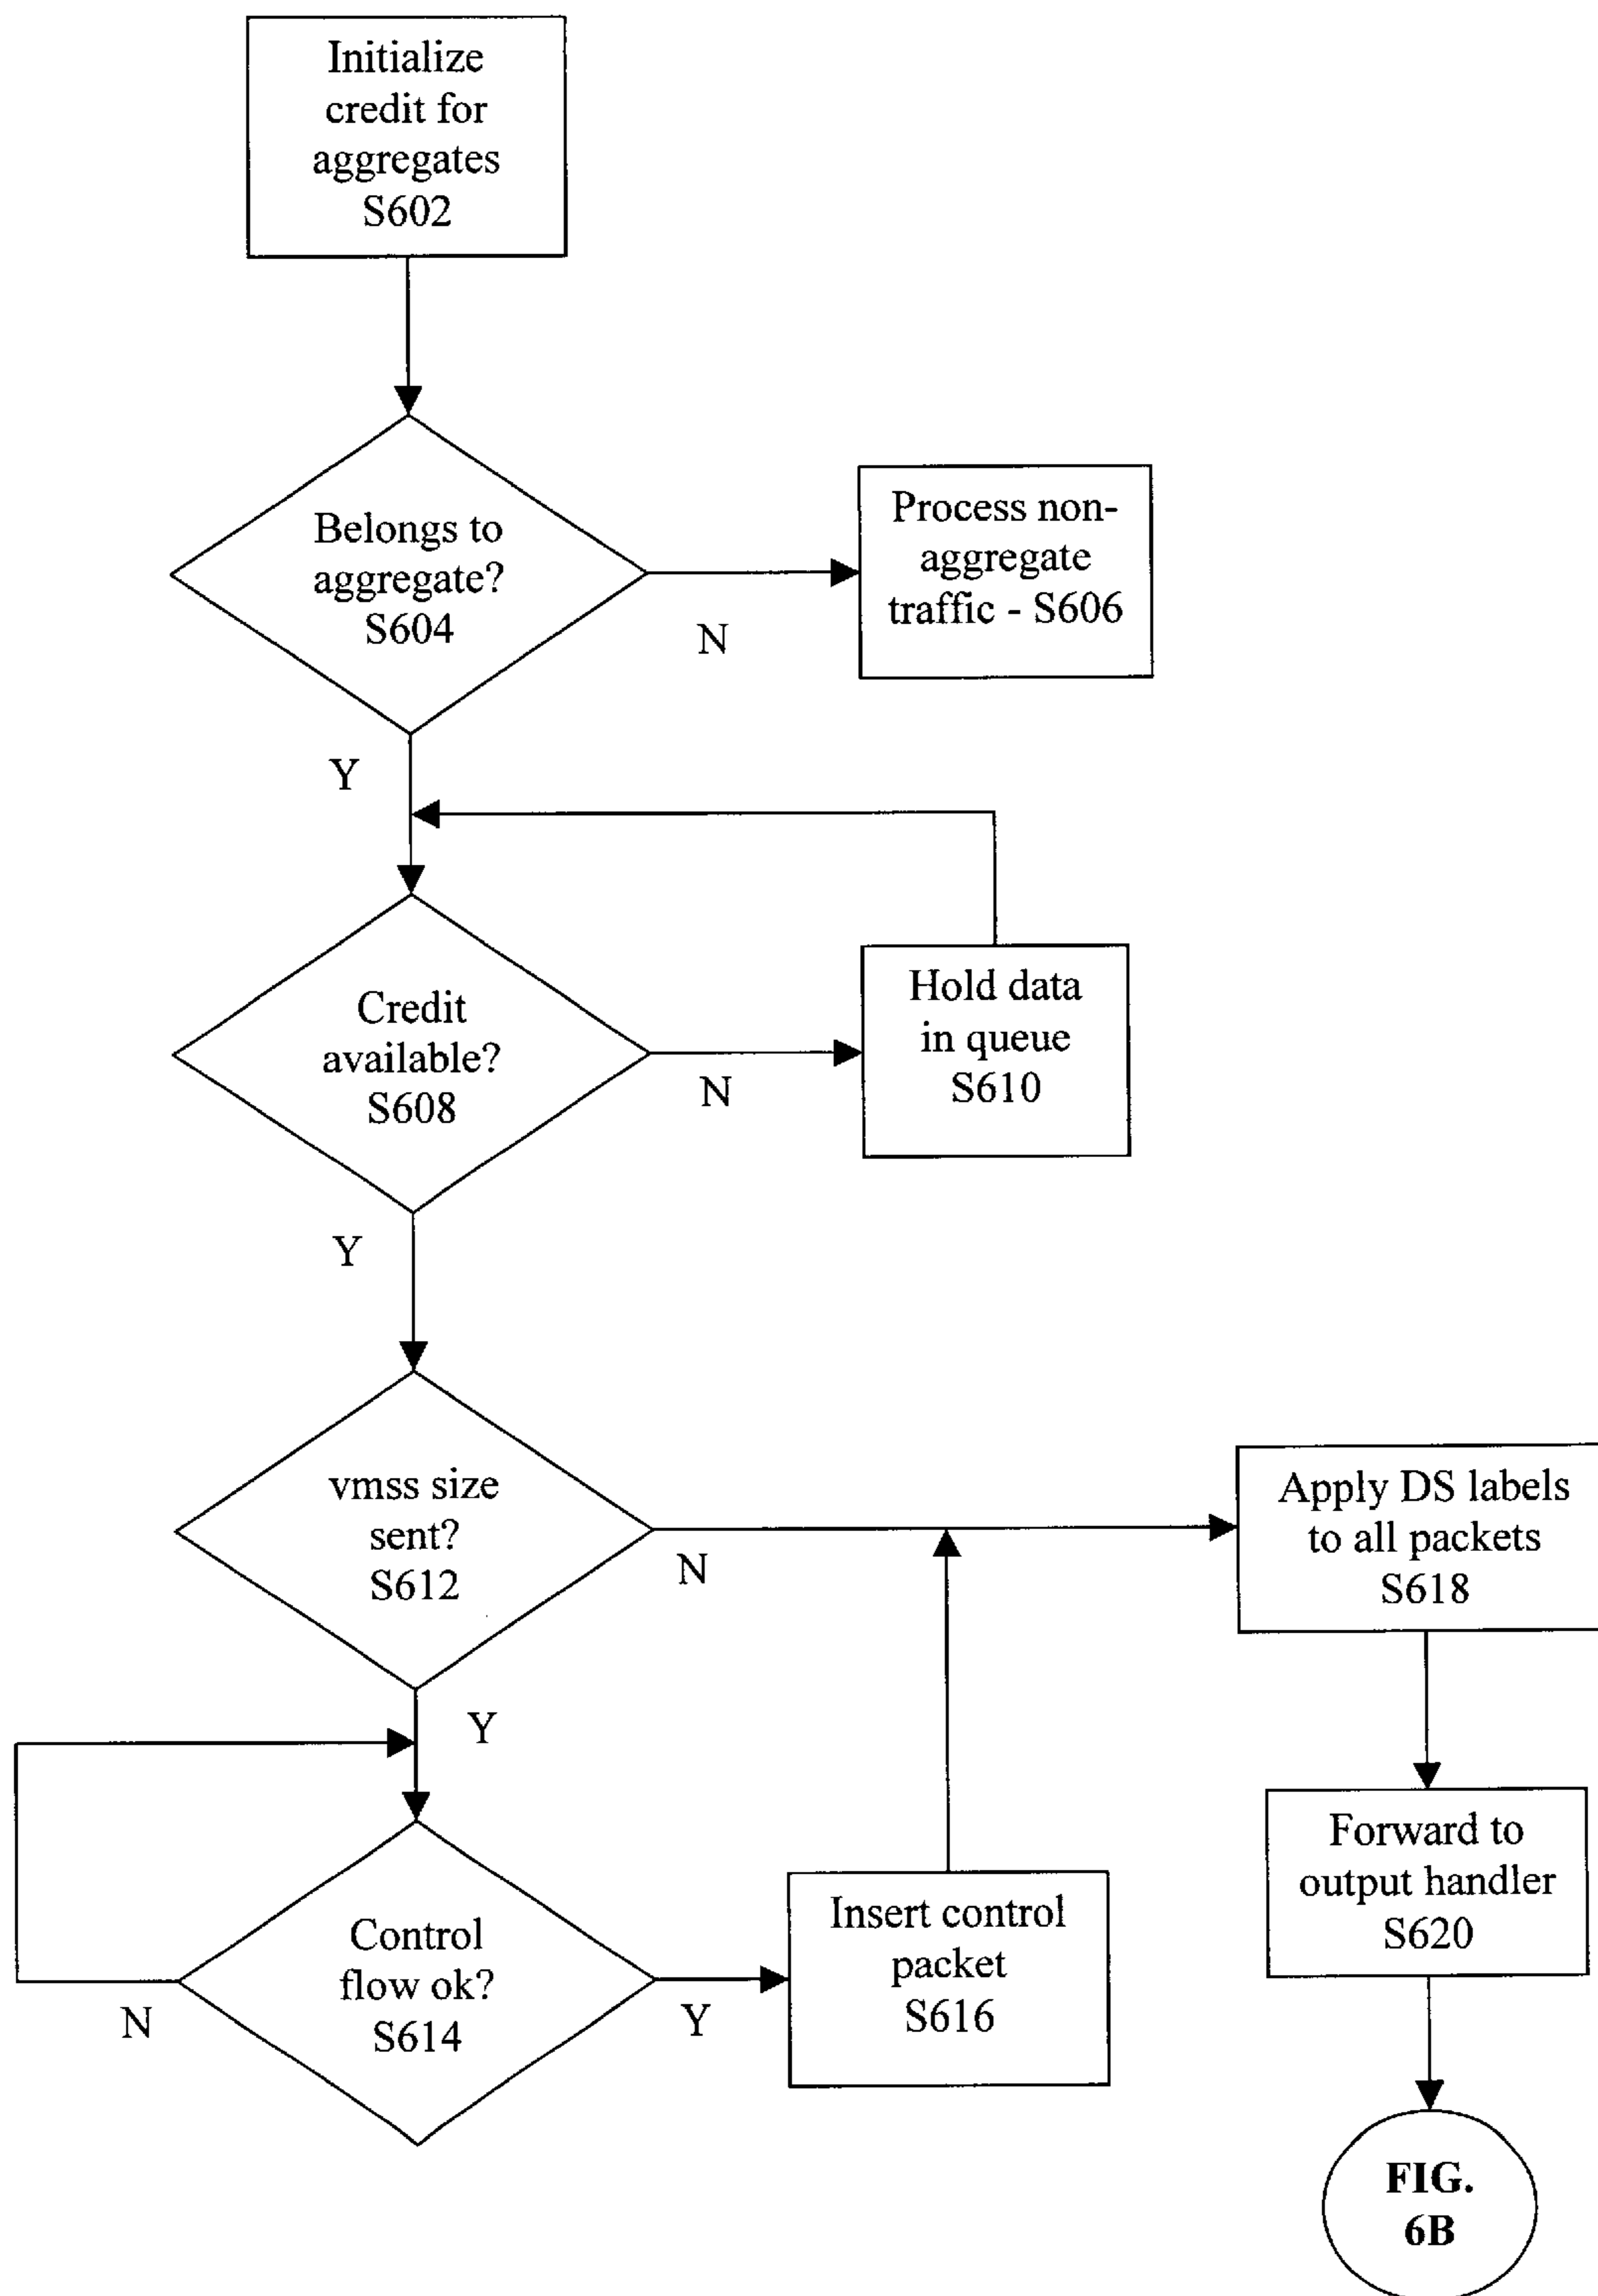 Initialize
credit for
aggregates
S602
Belongs to
aggregate?
S604
N
Process non-
aggregate
traffic - S606
Y
Credit
available?
S608
N
Hold data
in queue
S610
Y
vmss size
sent?
S612
N
Apply DS labels
to all packets
S618
Y
Control
flow ok?
S614
N
Y
Insert control
packet
S616
Forward to
output handler
S620
FIG.
6B